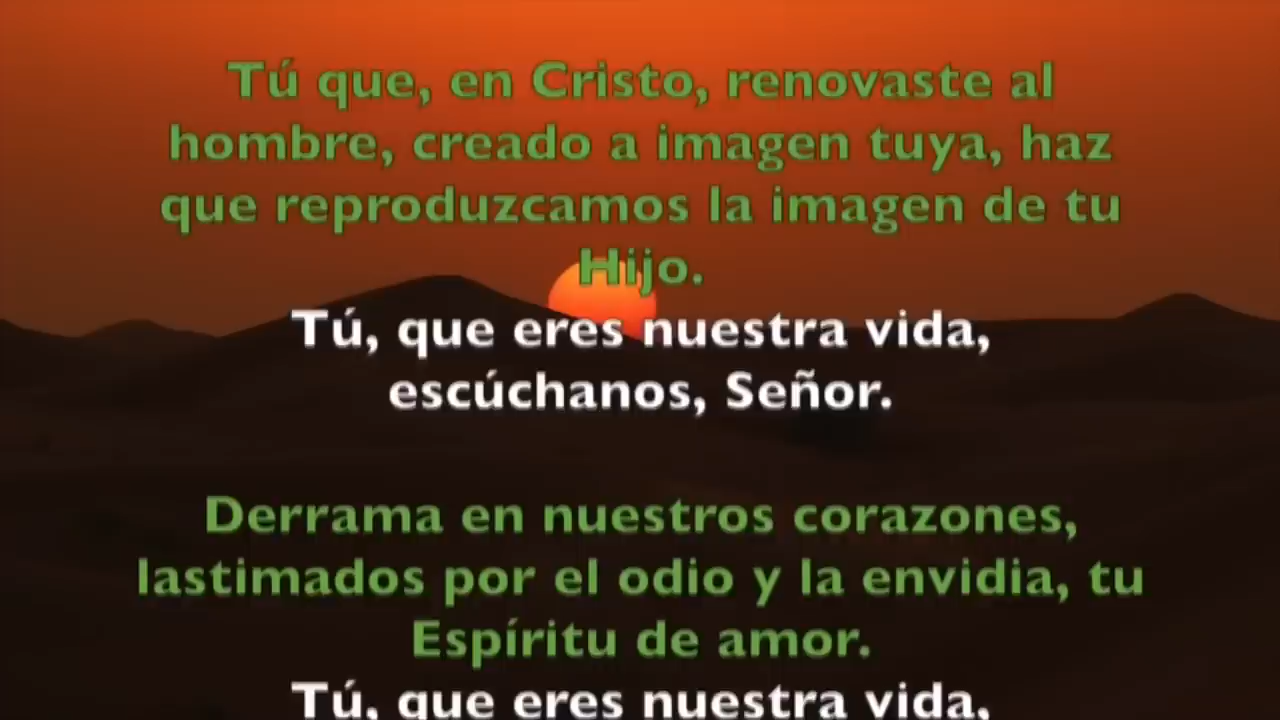 Tú que, en Cristo, renovaste al
hombre, creado a imagen tuya, haz
que reproduzcamos la imagen de tu
Hijo.
Tú, que eres nuestra vida,
escúchanos, Señor.
Derrama en nuestros corazones,
lastimados por el odio y la envidia, tu
Espíritu de amor.
Tú, que eres nuestra vida,